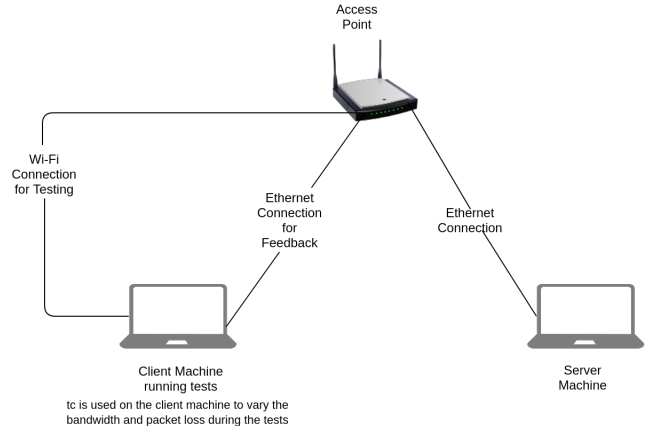 Access
Point
Wi-Fi
Connection
for Testing
Ethernet
Connection
for
Feedback
Ethernet
Connection
Client Machine
running tests
tc is used on the client machine to vary the
bandwidth and packet loss during the tests
Server
Machine